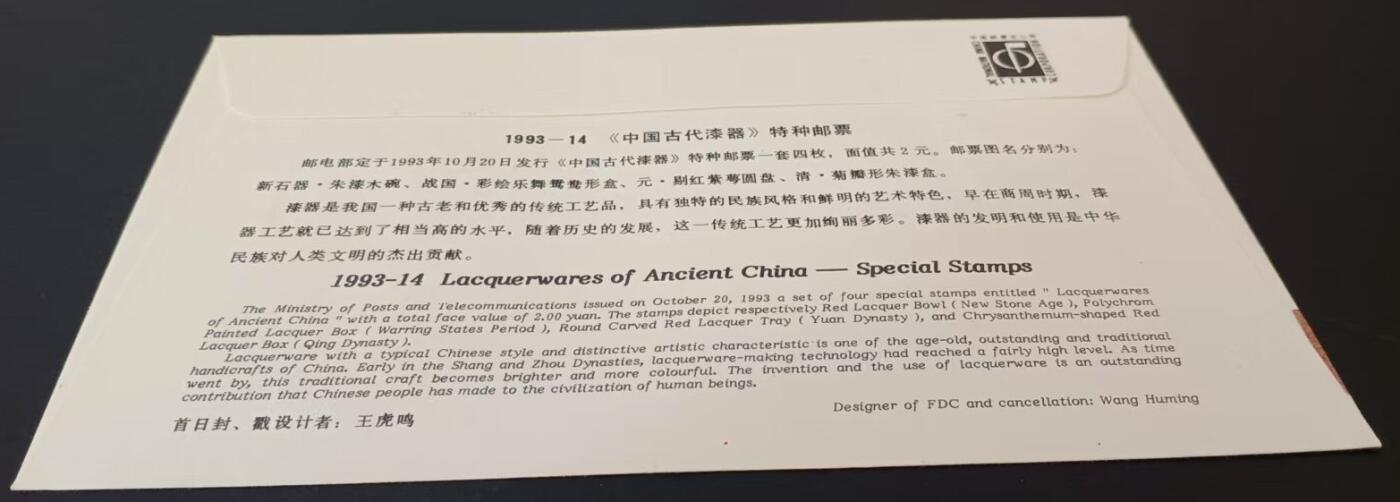 STAMP
1993—14 《中国古代漆器》特种邮票
邮电部定于1993年10月20日发行《中国古代漆器》特种邮票一套四枚，面值共2元。邮票图名分别为：
新石器·朱漆木碗、战国·彩绘乐舞鸳鸯形盒、元·剔红紫萼圆盘、清·菊瓣形朱漆盒。
漆器是我国一种古老和优秀的传统工艺品，具有独特的民族风格和鲜明的艺术特色，早在商周时期，漆
器工艺就已达到了相当高的水平，随着历史的发展，这一传统工艺更加绚丽多彩。漆器的发明和使用是中华
民族对人类文明的杰出贡献。
1993-14 Lacquerwares of Ancient China — Special Stamps
The Ministry of Posts and Telecommunications issued on October 20, 1993 a set of four special stamps entitled " Lacquerwares
of Ancient China " with a total face value of 2.00 yuan. The stamps depict respectively Red Lacquer Bowl ( New Stone Age ), Polychrom
Painted Lacquer Box ( Warring States Period ), Round Carved Red Lacquer Tray ( Yuan Dynasty ), and Chrysanthemum-shaped Red
Lacquer Box ( Qing Dynasty ).
Lacquerware with a typical Chinese style and distinctive artistic characteristic is one of the age-old, outstanding and traditional
handicrafts of China. Early in the Shang and Zhou Dynasties, lacquerware-making technology had reached a fairly high level. As time
went by, this traditional craft becomes brighter and more colourful. The invention and the use of lacquerware is an outstanding
contribution that Chinese people has made to the civilization of human beings.
Designer of FDC and cancellation: Wang Huming
首日封、戳设计者：王虎鸣